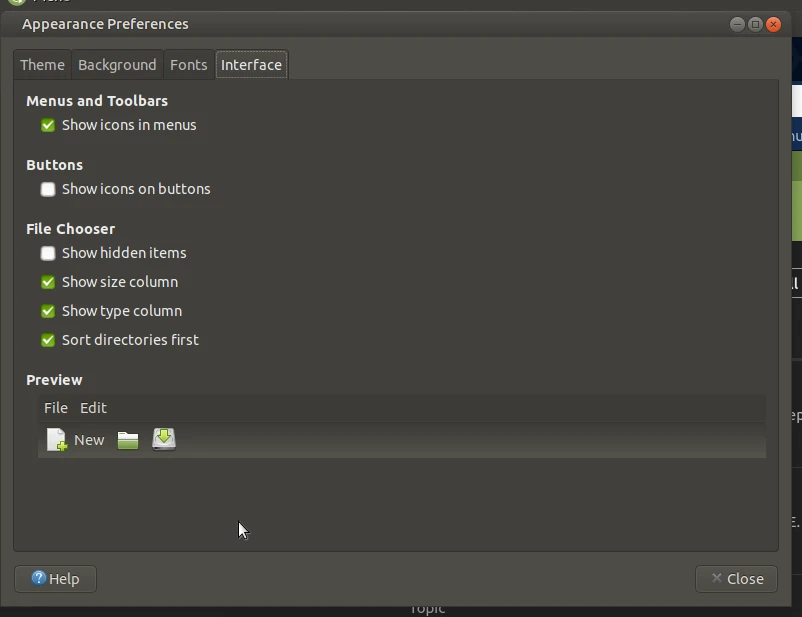 Appearance Preferences
Theme Background Fonts Interface
Menus and Toolbars
Show icons in menus
Buttons
Show icons on buttons
File Chooser
Show hidden items
Show size column
Show type column
Sort directories first
Preview
File Edit
New
Help Close
Topic